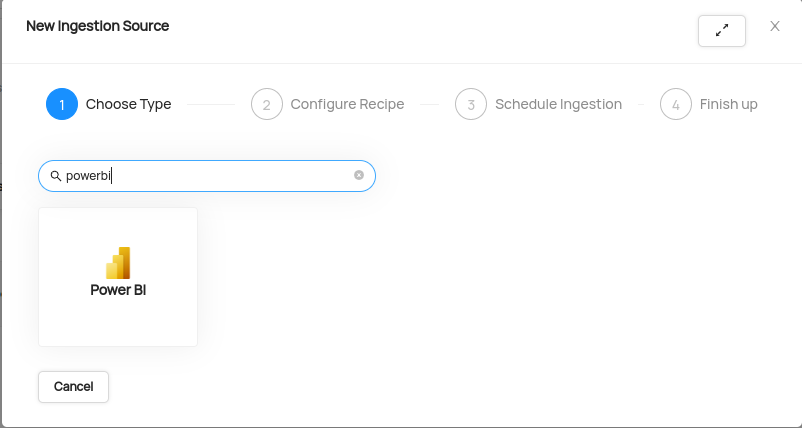 New Ingestion Source
1 Choose Type 2 Configure Recipe 3 Schedule Ingestion 4 Finish up
powerbi
Power BI
Cancel